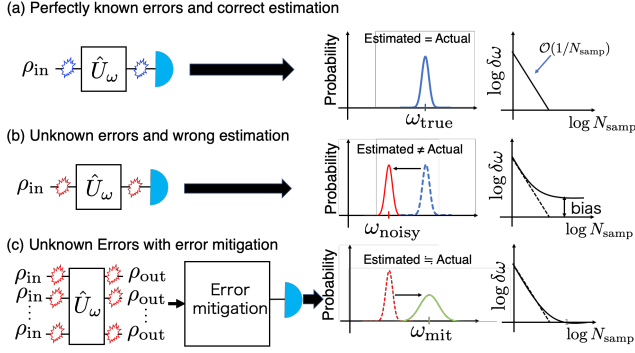 (a) Perfectly known errors and correct estimation
ρin Ûω
Probability
Estimated = Actual
ωtrue
log δω
O(1/Nsamp)
log Nsamp
(b) Unknown errors and wrong estimation
ρin Ûω
Probability
Estimated ≠ Actual
ωnoisy
log δω
bias
log Nsamp
(c) Unknown Errors with error mitigation
ρin ρout
ρin Ûω ρout
⋮ ⋮
ρin ρout
Error
mitigation
Probability
Estimated ≒ Actual
ωmit
log δω
log Nsamp